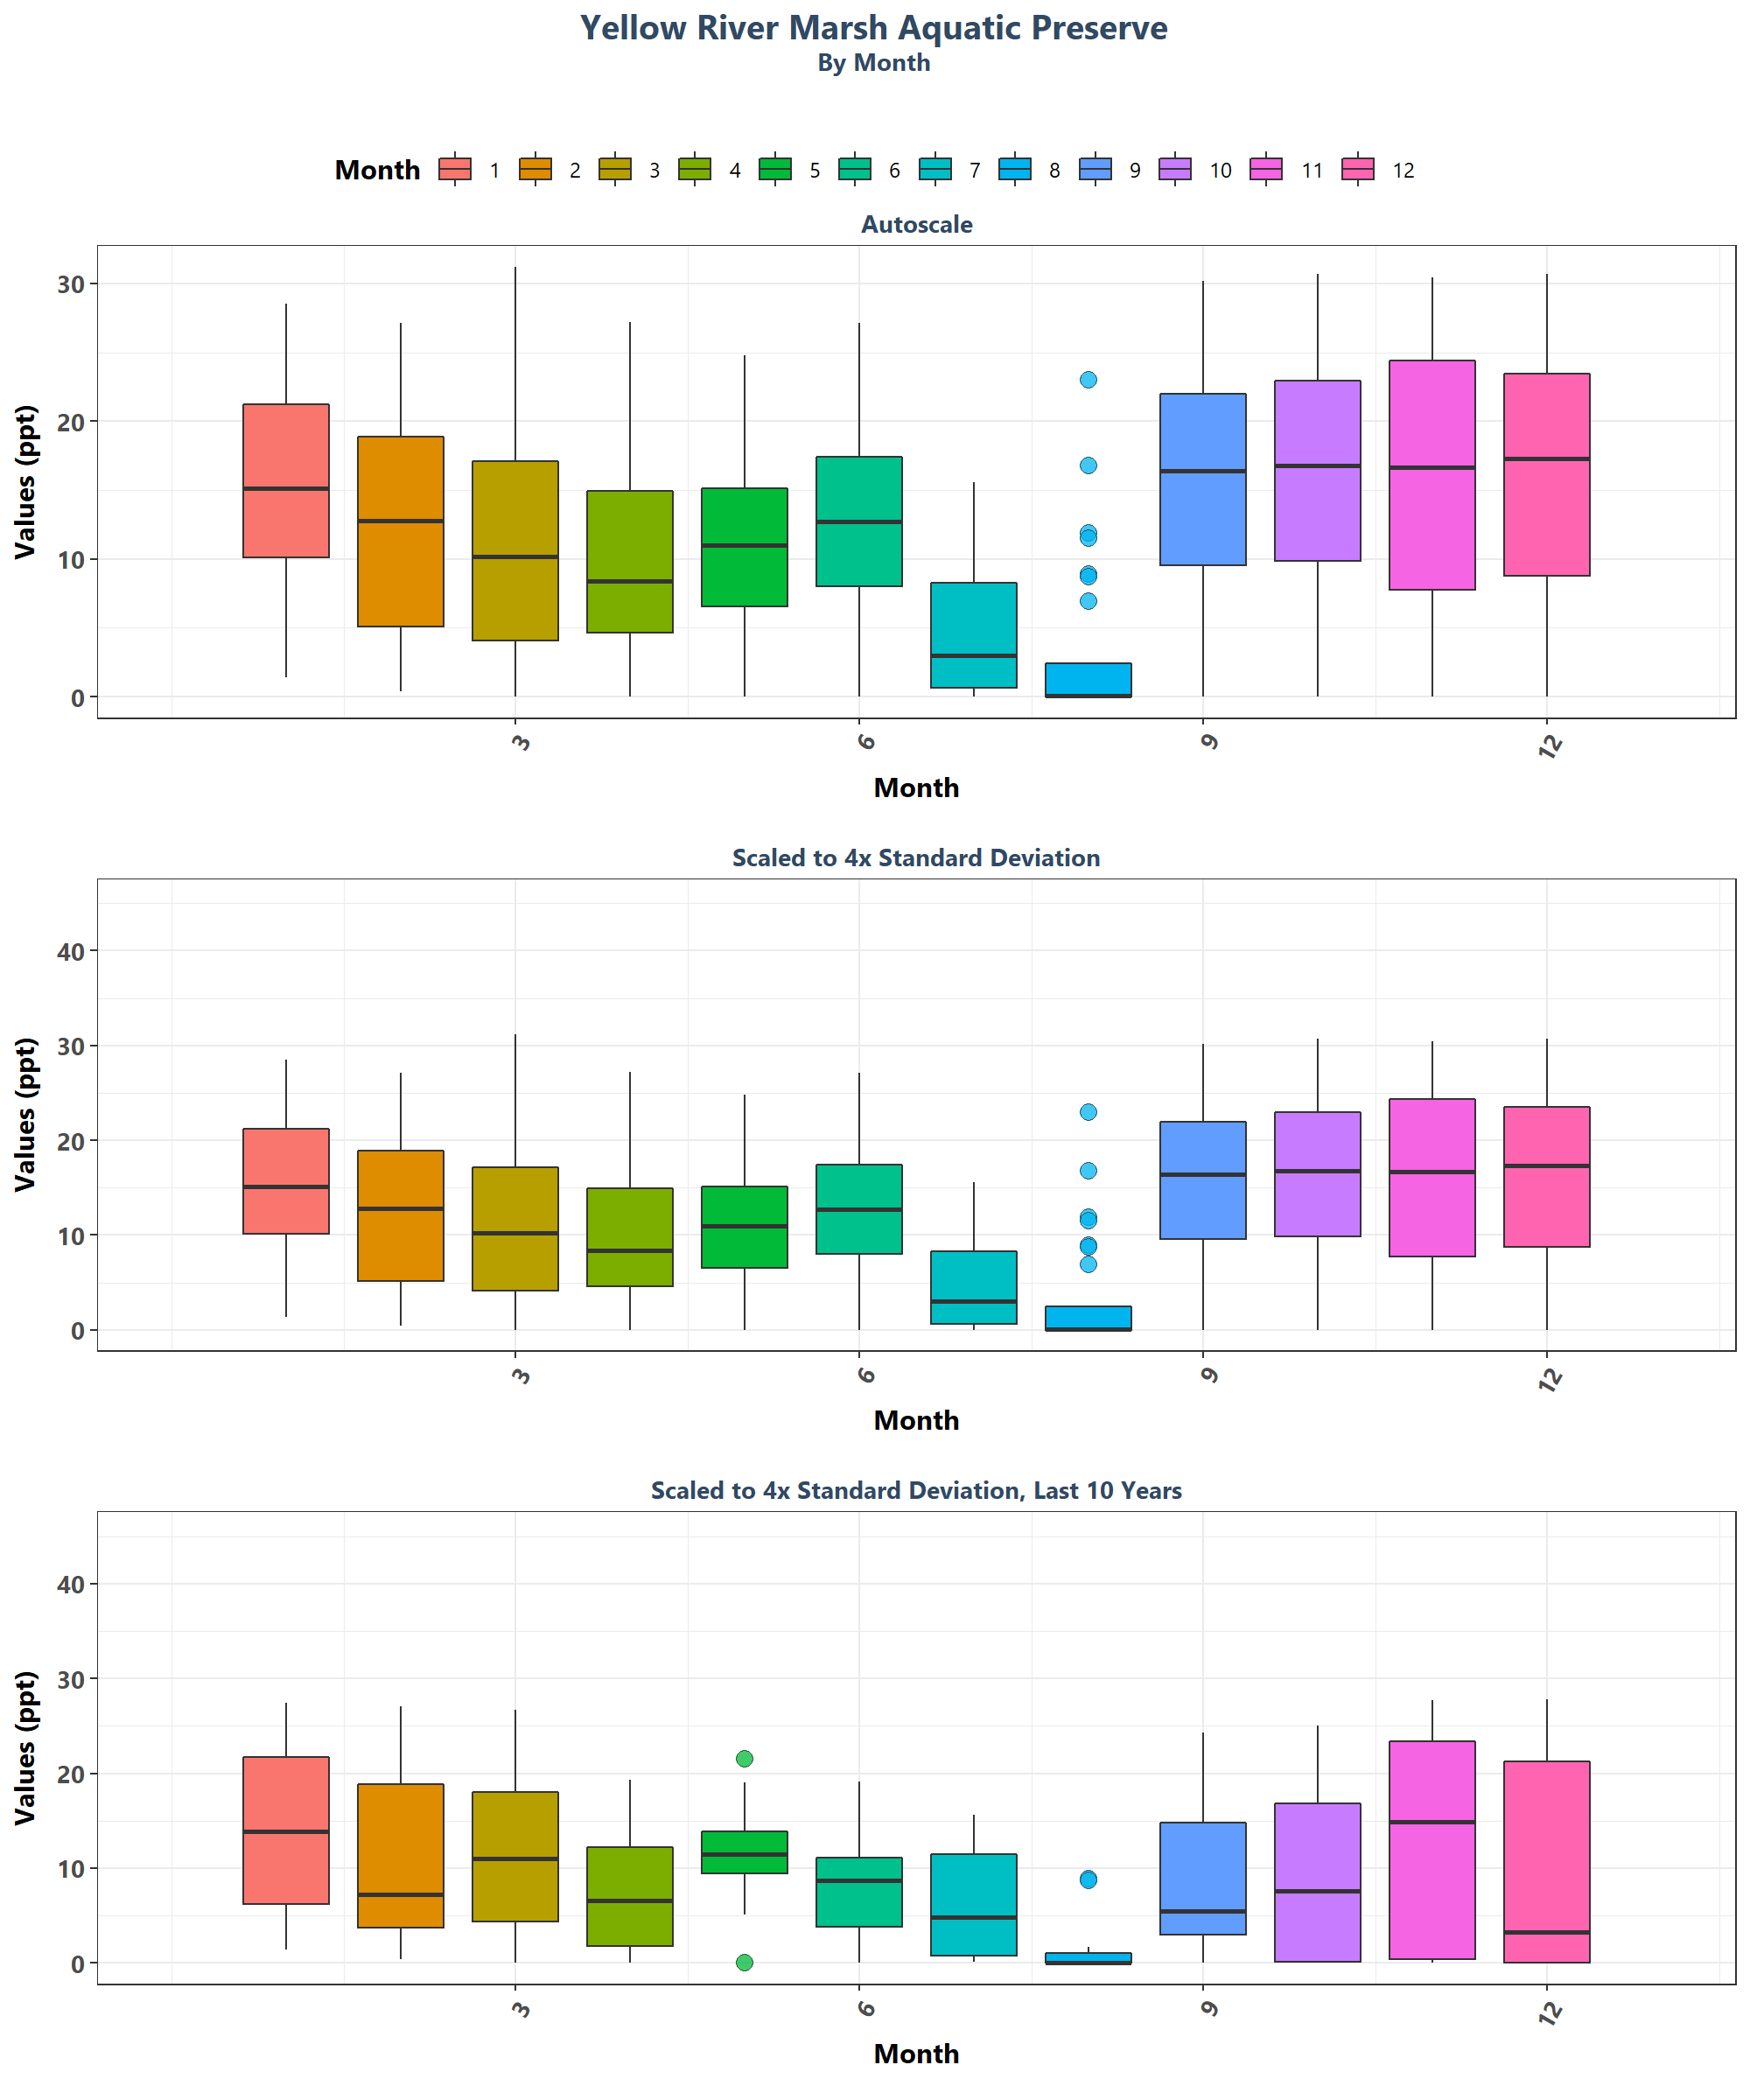 Yellow River Marsh Aquatic Preserve
By Month
Month 1 2 3 4 5 6 7 8 9 10 11 12
Autoscale
Values (ppt)
30
20
10
0
3 6 9 12
Month
Scaled to 4x Standard Deviation
Values (ppt)
40
30
20
10
0
3 6 9 12
Month
Scaled to 4x Standard Deviation, Last 10 Years
Values (ppt)
40
30
20
10
0
3 6 9 12
Month